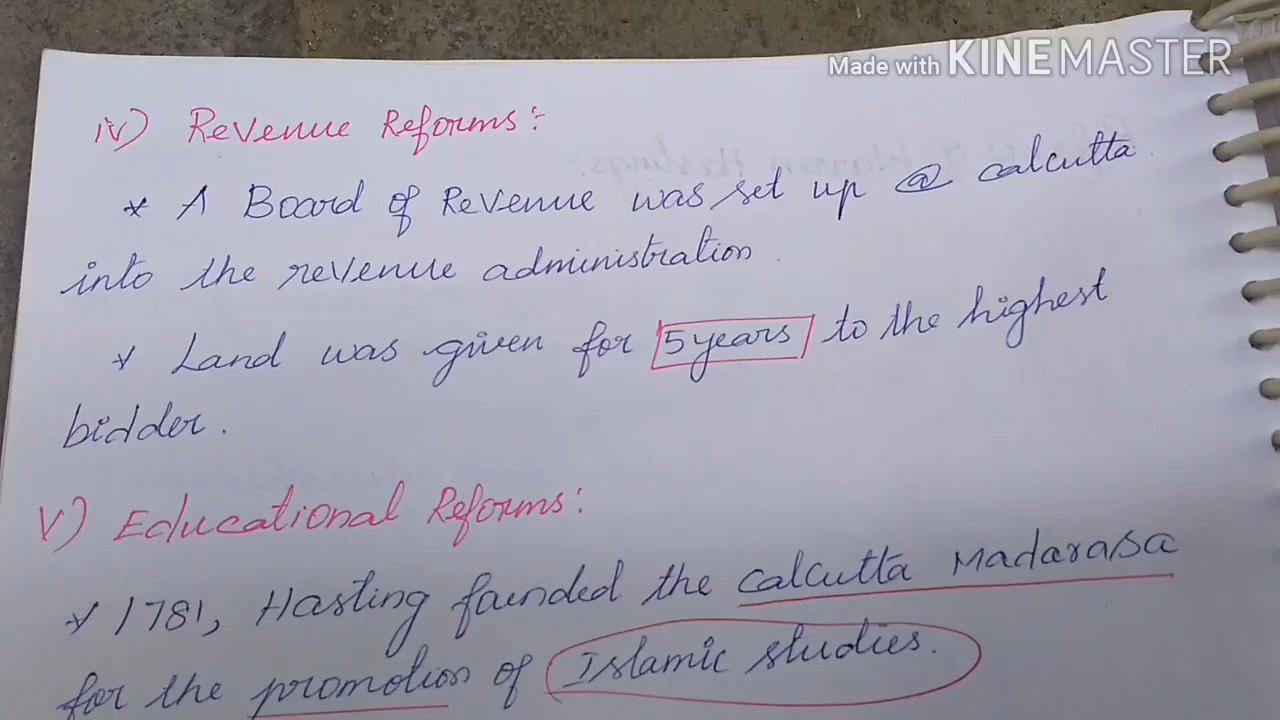 Made with KINEMASTER
iv) Revenue Reforms:-
* A Board of Revenue was set up @ calcutta
into the revenue administration.
* Land was given for 5 years to the highest
bidder.
V) Educational Reforms:
* 1781, Hasting founded the calcutta Madarasa
for the promotion of Islamic studies.